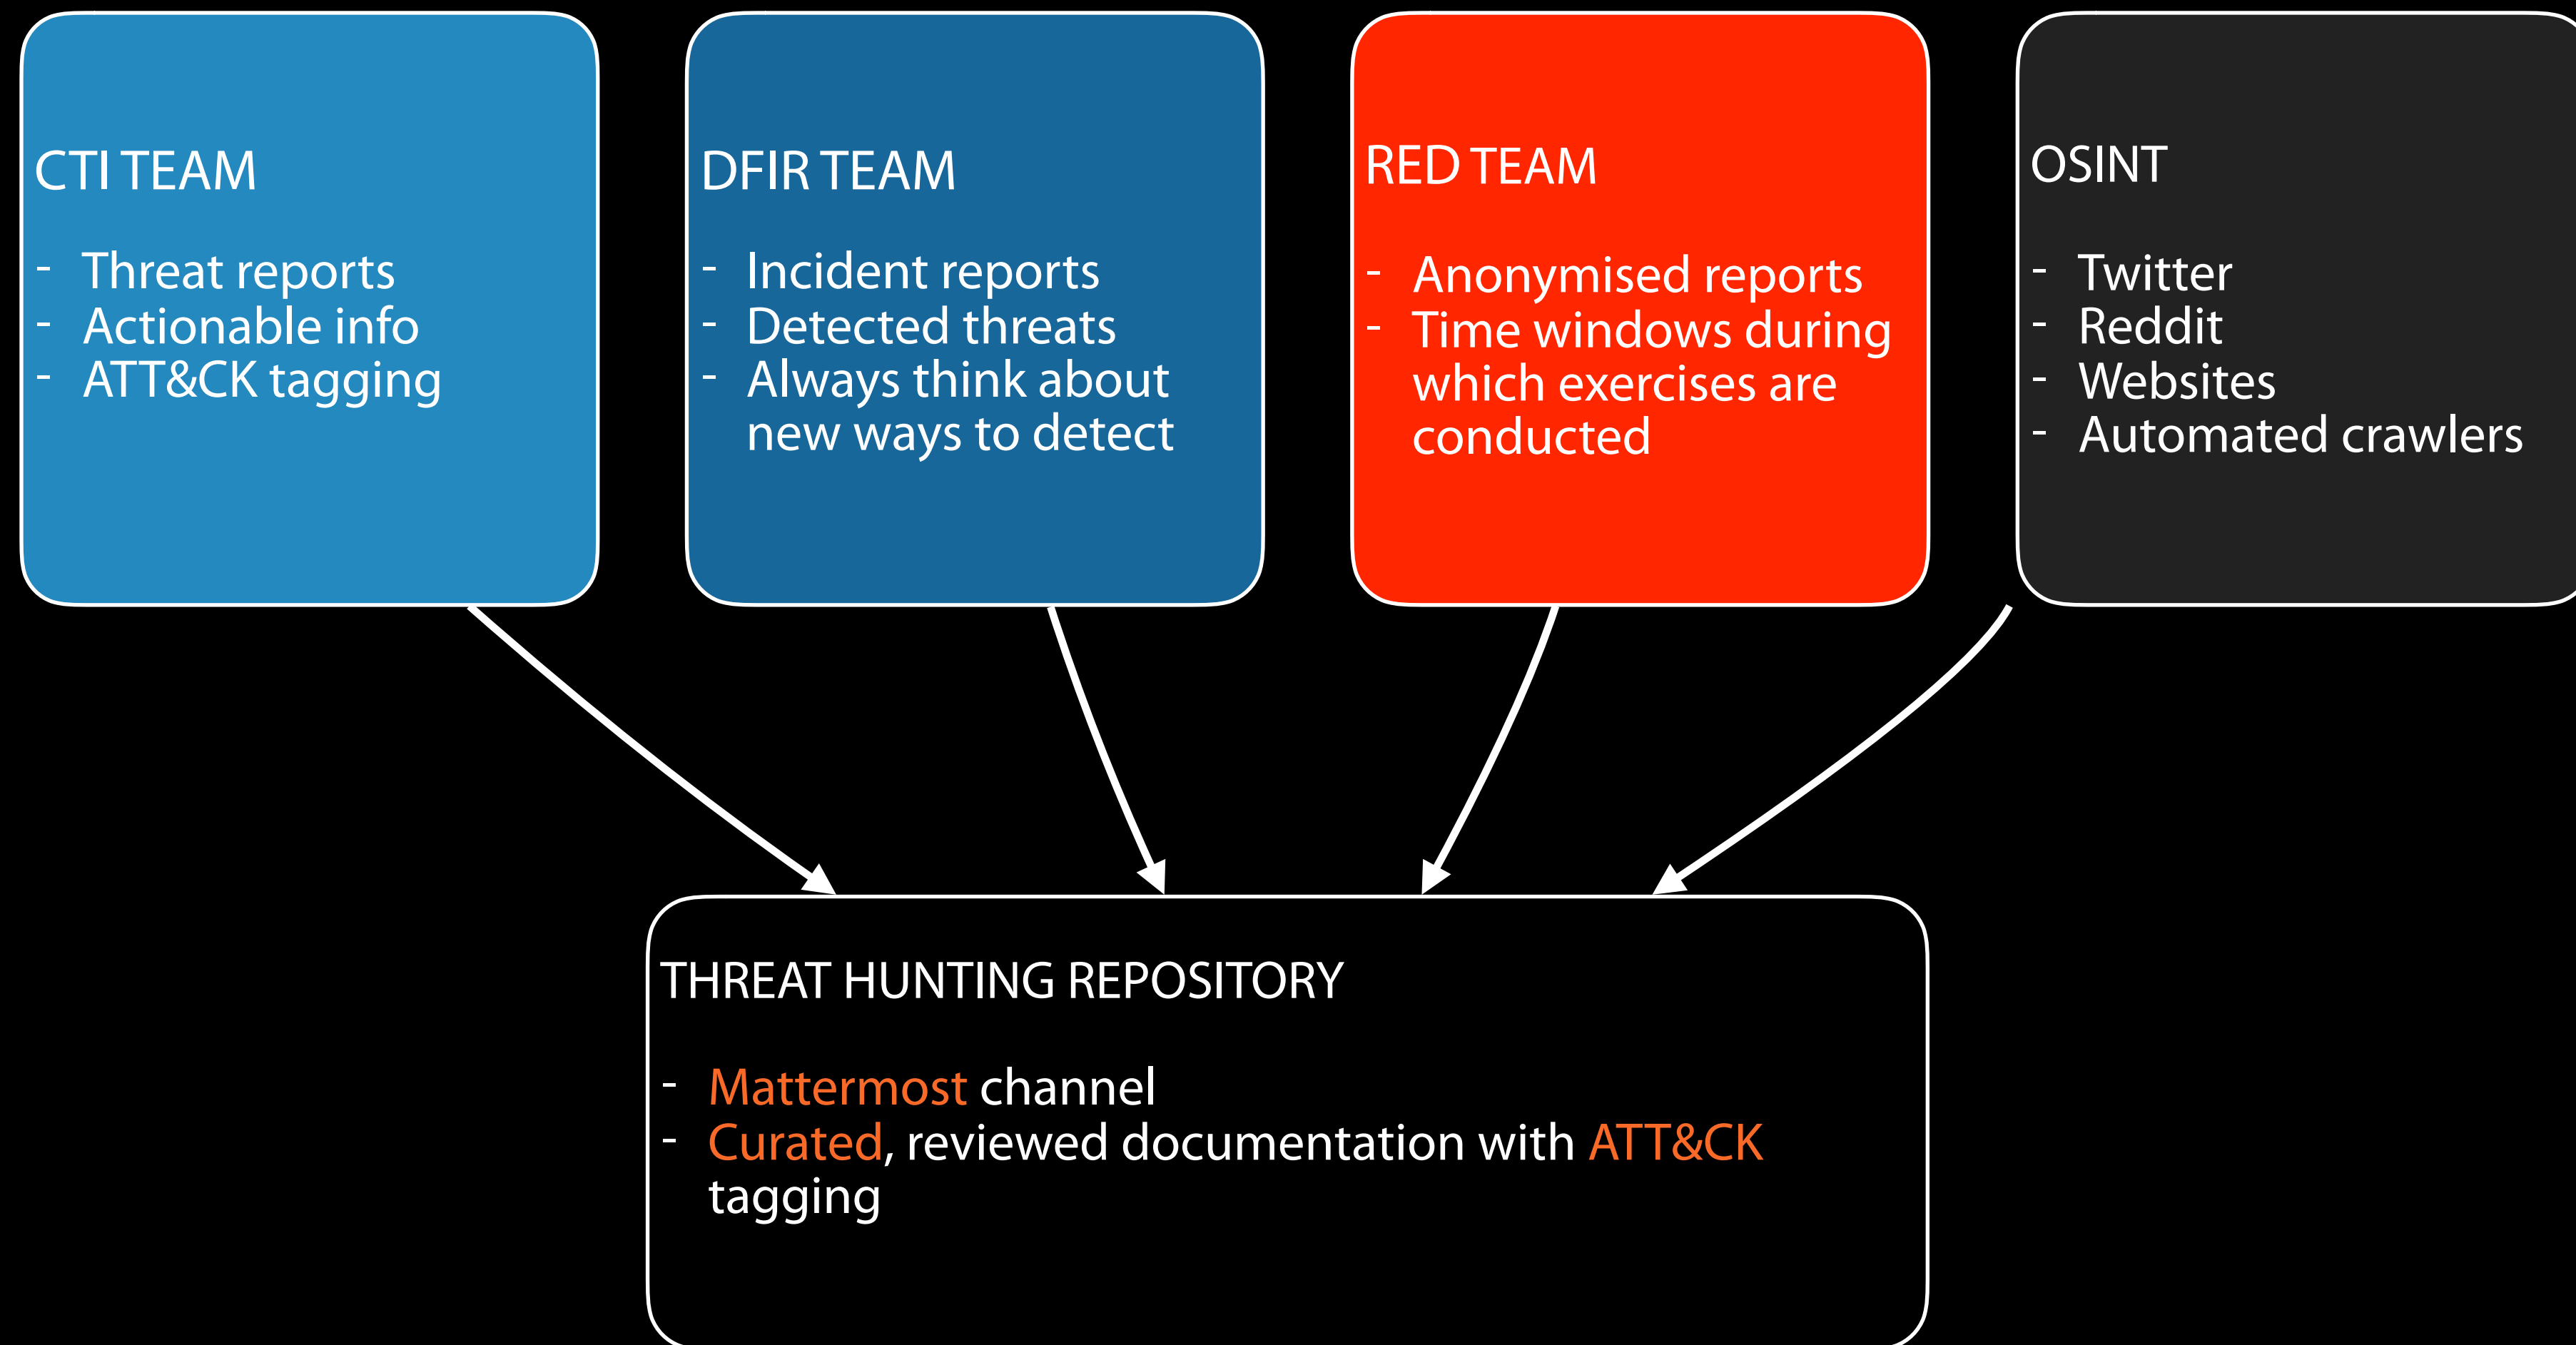 CTI TEAM
- Threat reports
- Actionable info
- ATT&CK tagging
DFIR TEAM
- Incident reports
- Detected threats
- Always think about
new ways to detect
RED TEAM
- Anonymised reports
- Time windows during
which exercises are
conducted
OSINT
- Twitter
- Reddit
- Websites
- Automated crawlers
THREAT HUNTING REPOSITORY
- Mattermost channel
- Curated, reviewed documentation with ATT&CK
tagging